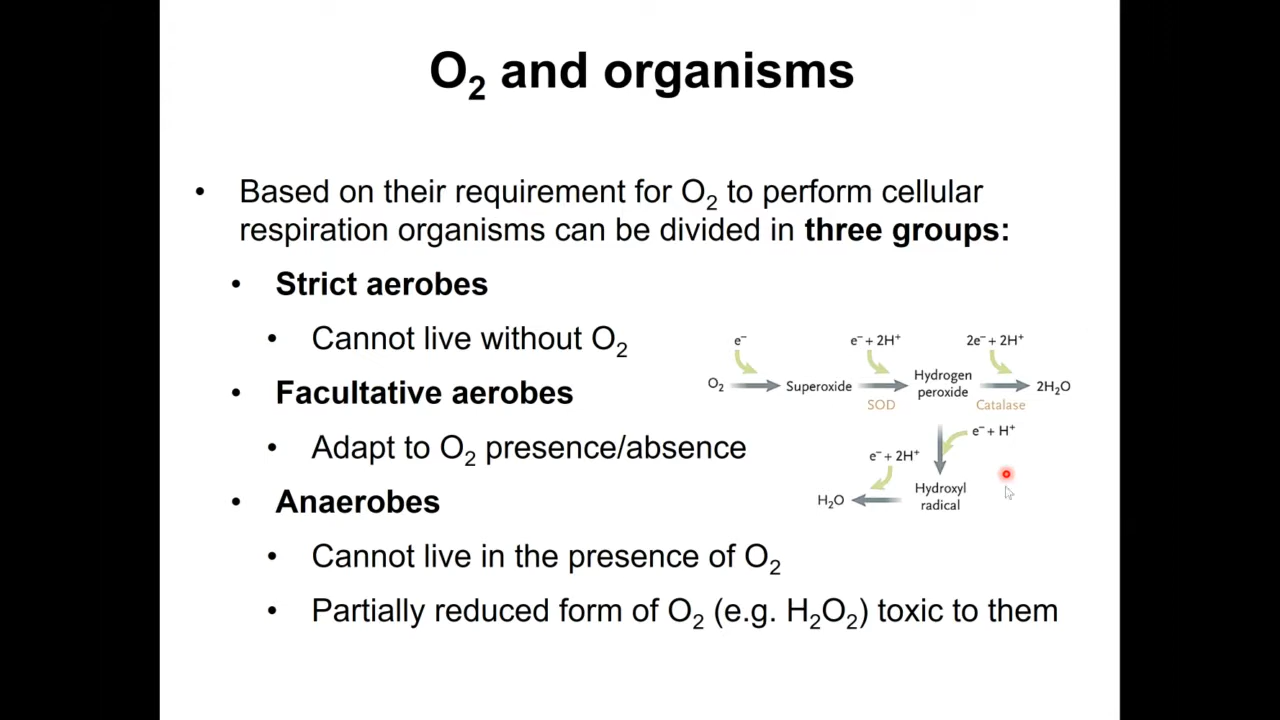 O₂ and organisms
• Based on their requirement for O₂ to perform cellular
respiration organisms can be divided in three groups:
• Strict aerobes
• Cannot live without O₂
• Facultative aerobes
• Adapt to O₂ presence/absence
• Anaerobes
• Cannot live in the presence of O₂
• Partially reduced form of O₂ (e.g. H₂O₂) toxic to them
e⁻
e⁻ + 2H⁺
2e⁻ + 2H⁺
O₂
Superoxide
SOD
Hydrogen
peroxide
Catalase
2H₂O
e⁻ + H⁺
e⁻ + 2H⁺
Hydroxyl
radical
H₂O